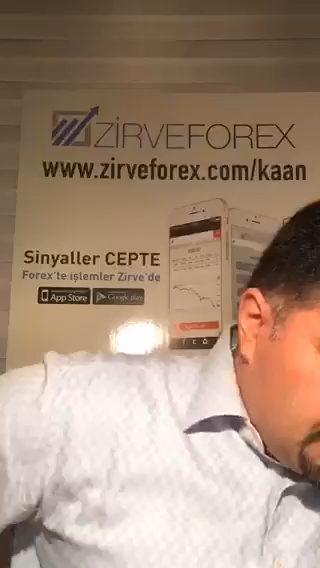 ZİRVEFOREX
www.zirveforex.com/kaan
Sinyaller CEPTE
Forex'te işlemler Zirve'de
App Store
Google play